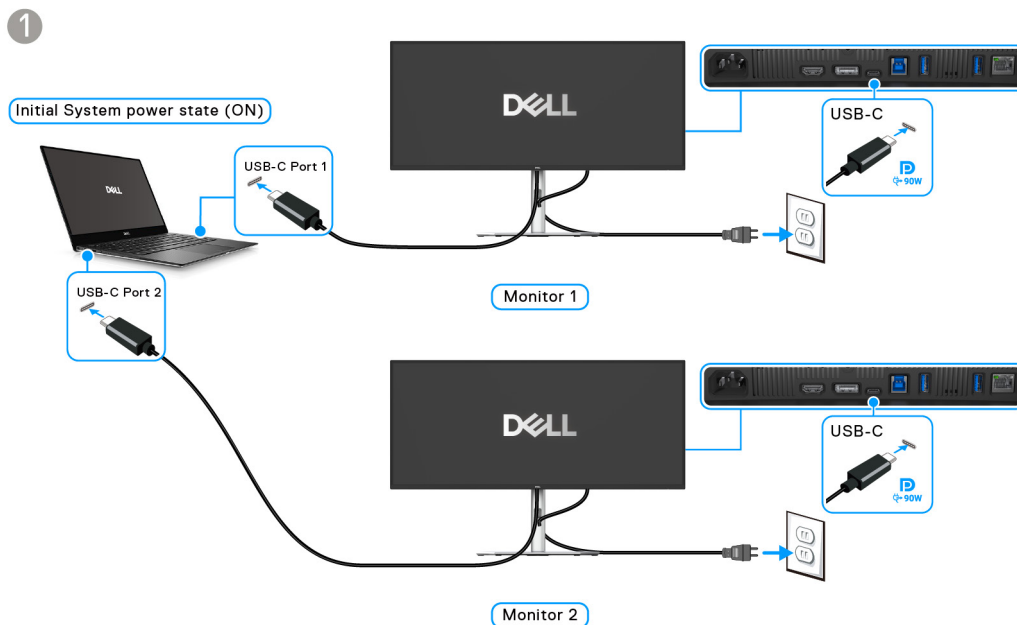 1
Initial System power state (ON)
DELL
USB-C Port 1
DELL
USB-C
90W
Monitor 1
USB-C Port 2
DELL
USB-C
90W
Monitor 2